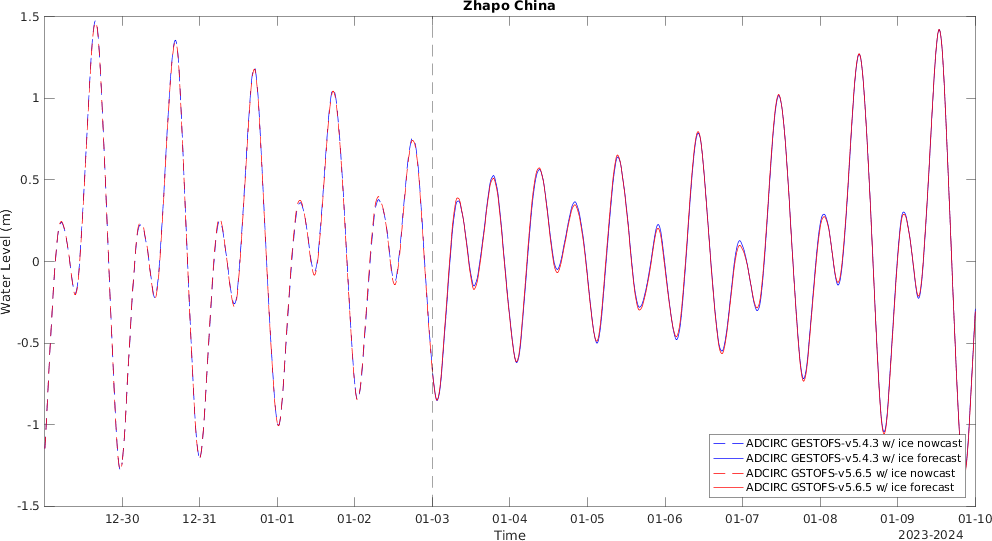 Zhapo China
1.5
1
0.5
0
-0.5
-1
-1.5
Water Level (m)
12-30
12-31
01-01
01-02
01-03
01-04
01-05
01-06
01-07
01-08
01-09
01-10
Time
2023-2024
ADCIRC GESTOFS-v5.4.3 w/ ice nowcast
ADCIRC GESTOFS-v5.4.3 w/ ice forecast
ADCIRC GSTOFS-v5.6.5 w/ ice nowcast
ADCIRC GSTOFS-v5.6.5 w/ ice forecast